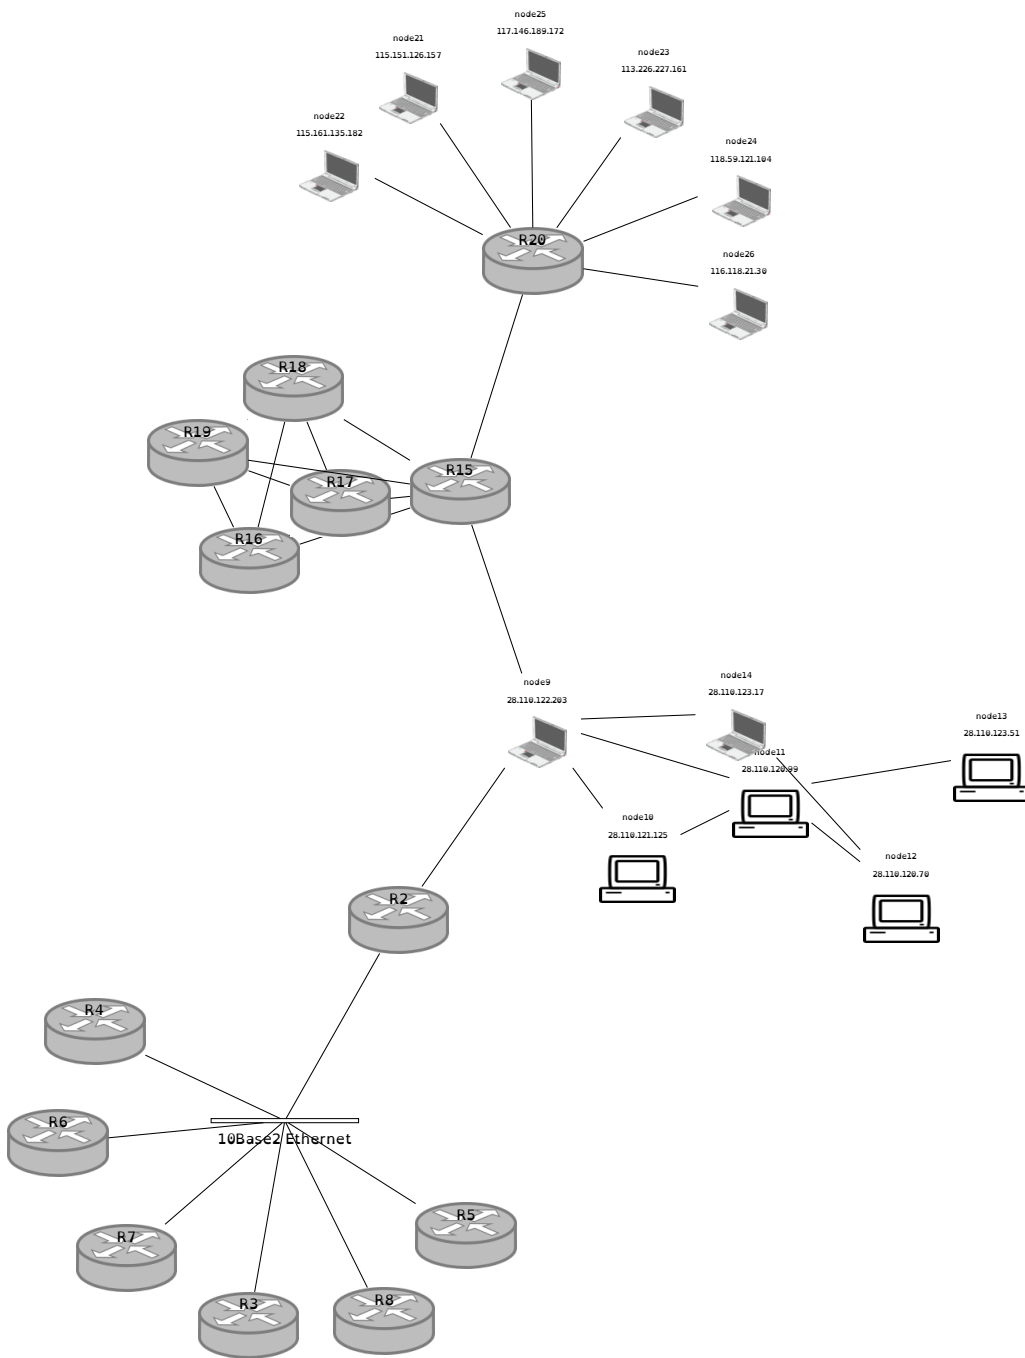 node25
117.146.189.172
node21
115.151.126.157
node23
113.226.227.161
node22
115.161.135.182
node24
118.59.121.104
R20
node26
116.118.21.30
R18
R19
R15
R17
R16
node9
28.110.122.203
node14
28.110.123.17
node13
28.110.123.51
node11
28.110.120.99
node10
28.110.121.125
node12
28.110.120.70
R2
R4
R6
10Base2 Ethernet
R5
R7
R3
R8